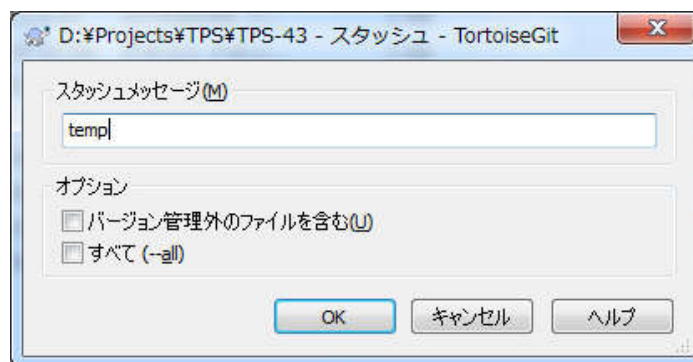 D:¥Projects¥TPS¥TPS-43 - スタッシュ - TortoiseGit
スタッシュメッセージ(M)
temp
オプション
バージョン管理外のファイルを含む(U)
すべて (--all)
OK キャンセル ヘルプ